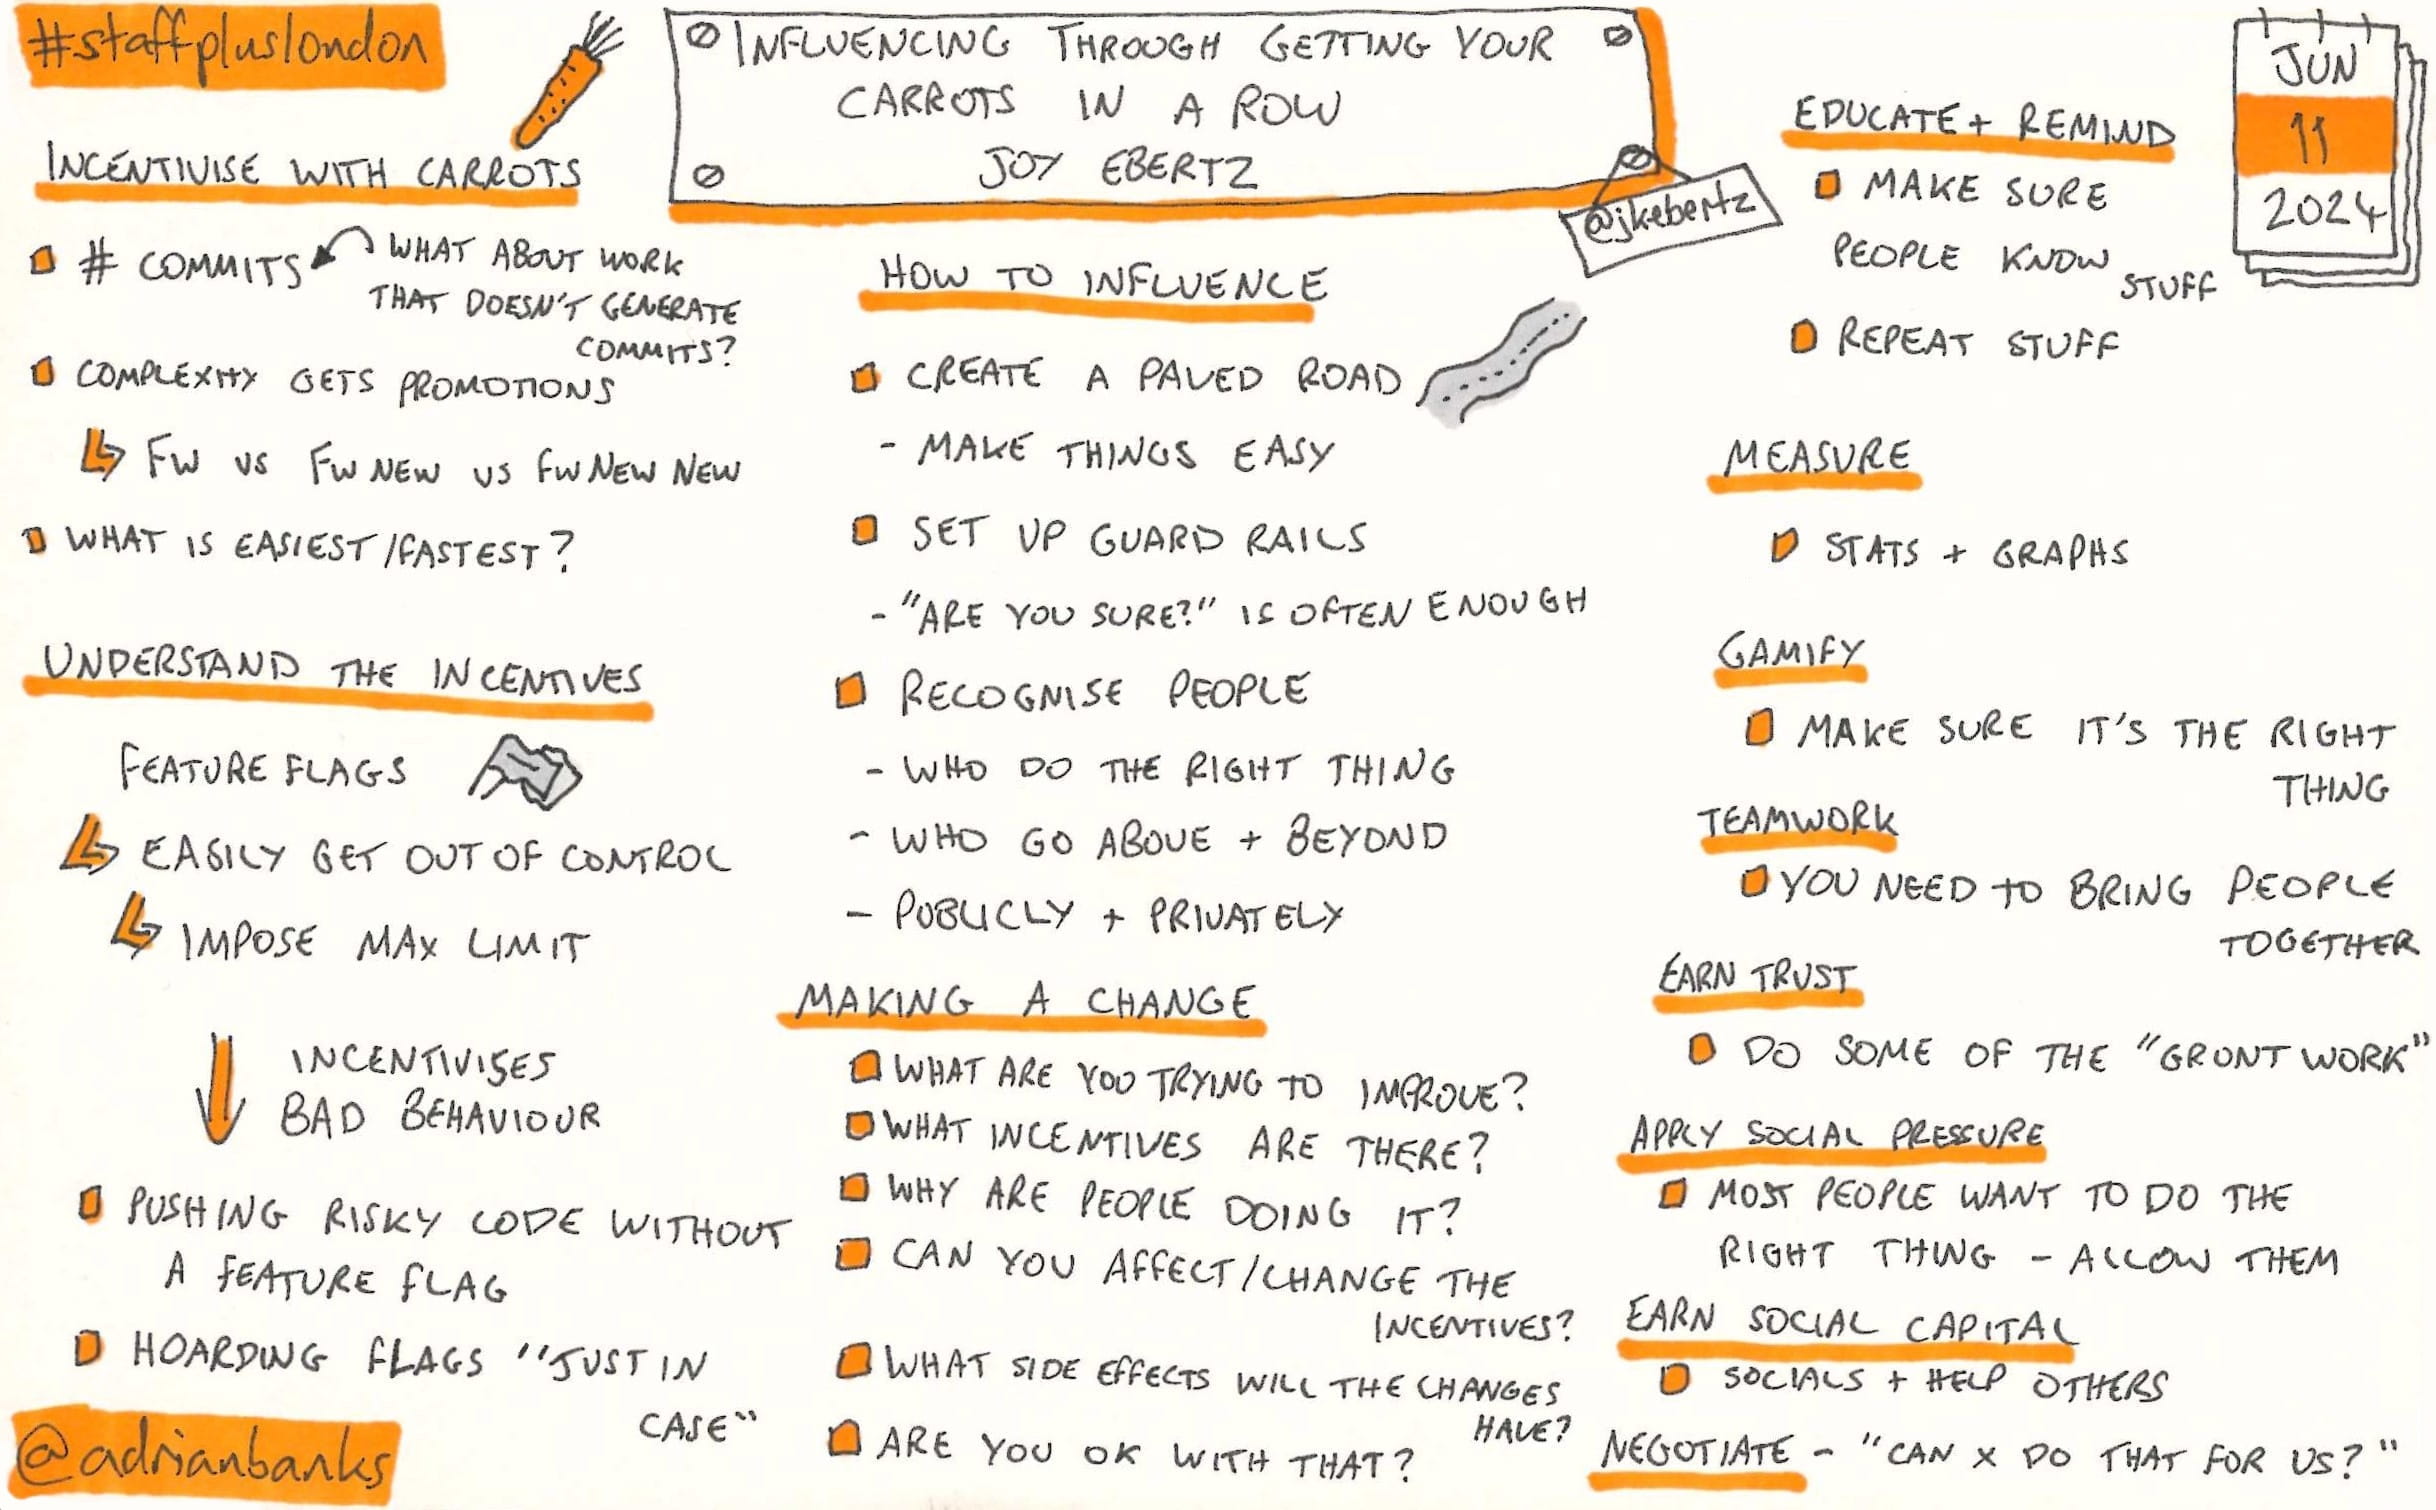 #staffpluslondon
INFLUENCING THROUGH GETTING YOUR
CARROTS IN A ROW
JOY EBERTZ
@jkebertz
JUN
11
2024
INCENTIVISE WITH CARROTS
# COMMITS
WHAT ABOUT WORK
THAT DOESN'T GENERATE
COMMITS?
COMPLEXITY GETS PROMOTIONS
FW VS FW NEW VS FW NEW NEW
WHAT IS EASIEST/FASTEST?
UNDERSTAND THE INCENTIVES
FEATURE FLAGS
EASILY GET OUT OF CONTROL
IMPOSE MAX LIMIT
INCENTIVISES
BAD BEHAVIOUR
PUSHING RISKY CODE WITHOUT
A FEATURE FLAG
HOARDING FLAGS "JUST IN
CASE"
@adrianbanks
HOW TO INFLUENCE
CREATE A PAVED ROAD
- MAKE THINGS EASY
SET UP GUARD RAILS
- "ARE YOU SURE?" IS OFTEN ENOUGH
RECOGNISE PEOPLE
- WHO DO THE RIGHT THING
- WHO GO ABOVE + BEYOND
- PUBLICLY + PRIVATELY
MAKING A CHANGE
WHAT ARE YOU TRYING TO IMPROVE?
WHAT INCENTIVES ARE THERE?
WHY ARE PEOPLE DOING IT?
CAN YOU AFFECT/CHANGE THE
INCENTIVES?
WHAT SIDE EFFECTS WILL THE CHANGES
HAVE?
ARE YOU OK WITH THAT?
EDUCATE + REMIND
MAKE SURE
PEOPLE KNOW
STUFF
REPEAT STUFF
MEASURE
STATS + GRAPHS
GAMIFY
MAKE SURE IT'S THE RIGHT
THING
TEAMWORK
YOU NEED TO BRING PEOPLE
TOGETHER
EARN TRUST
DO SOME OF THE "GRUNT WORK"
APPLY SOCIAL PRESSURE
MOST PEOPLE WANT TO DO THE
RIGHT THING - ALLOW THEM
EARN SOCIAL CAPITAL
SOCIALS + HELP OTHERS
NEGOTIATE - "CAN X DO THAT FOR US?"